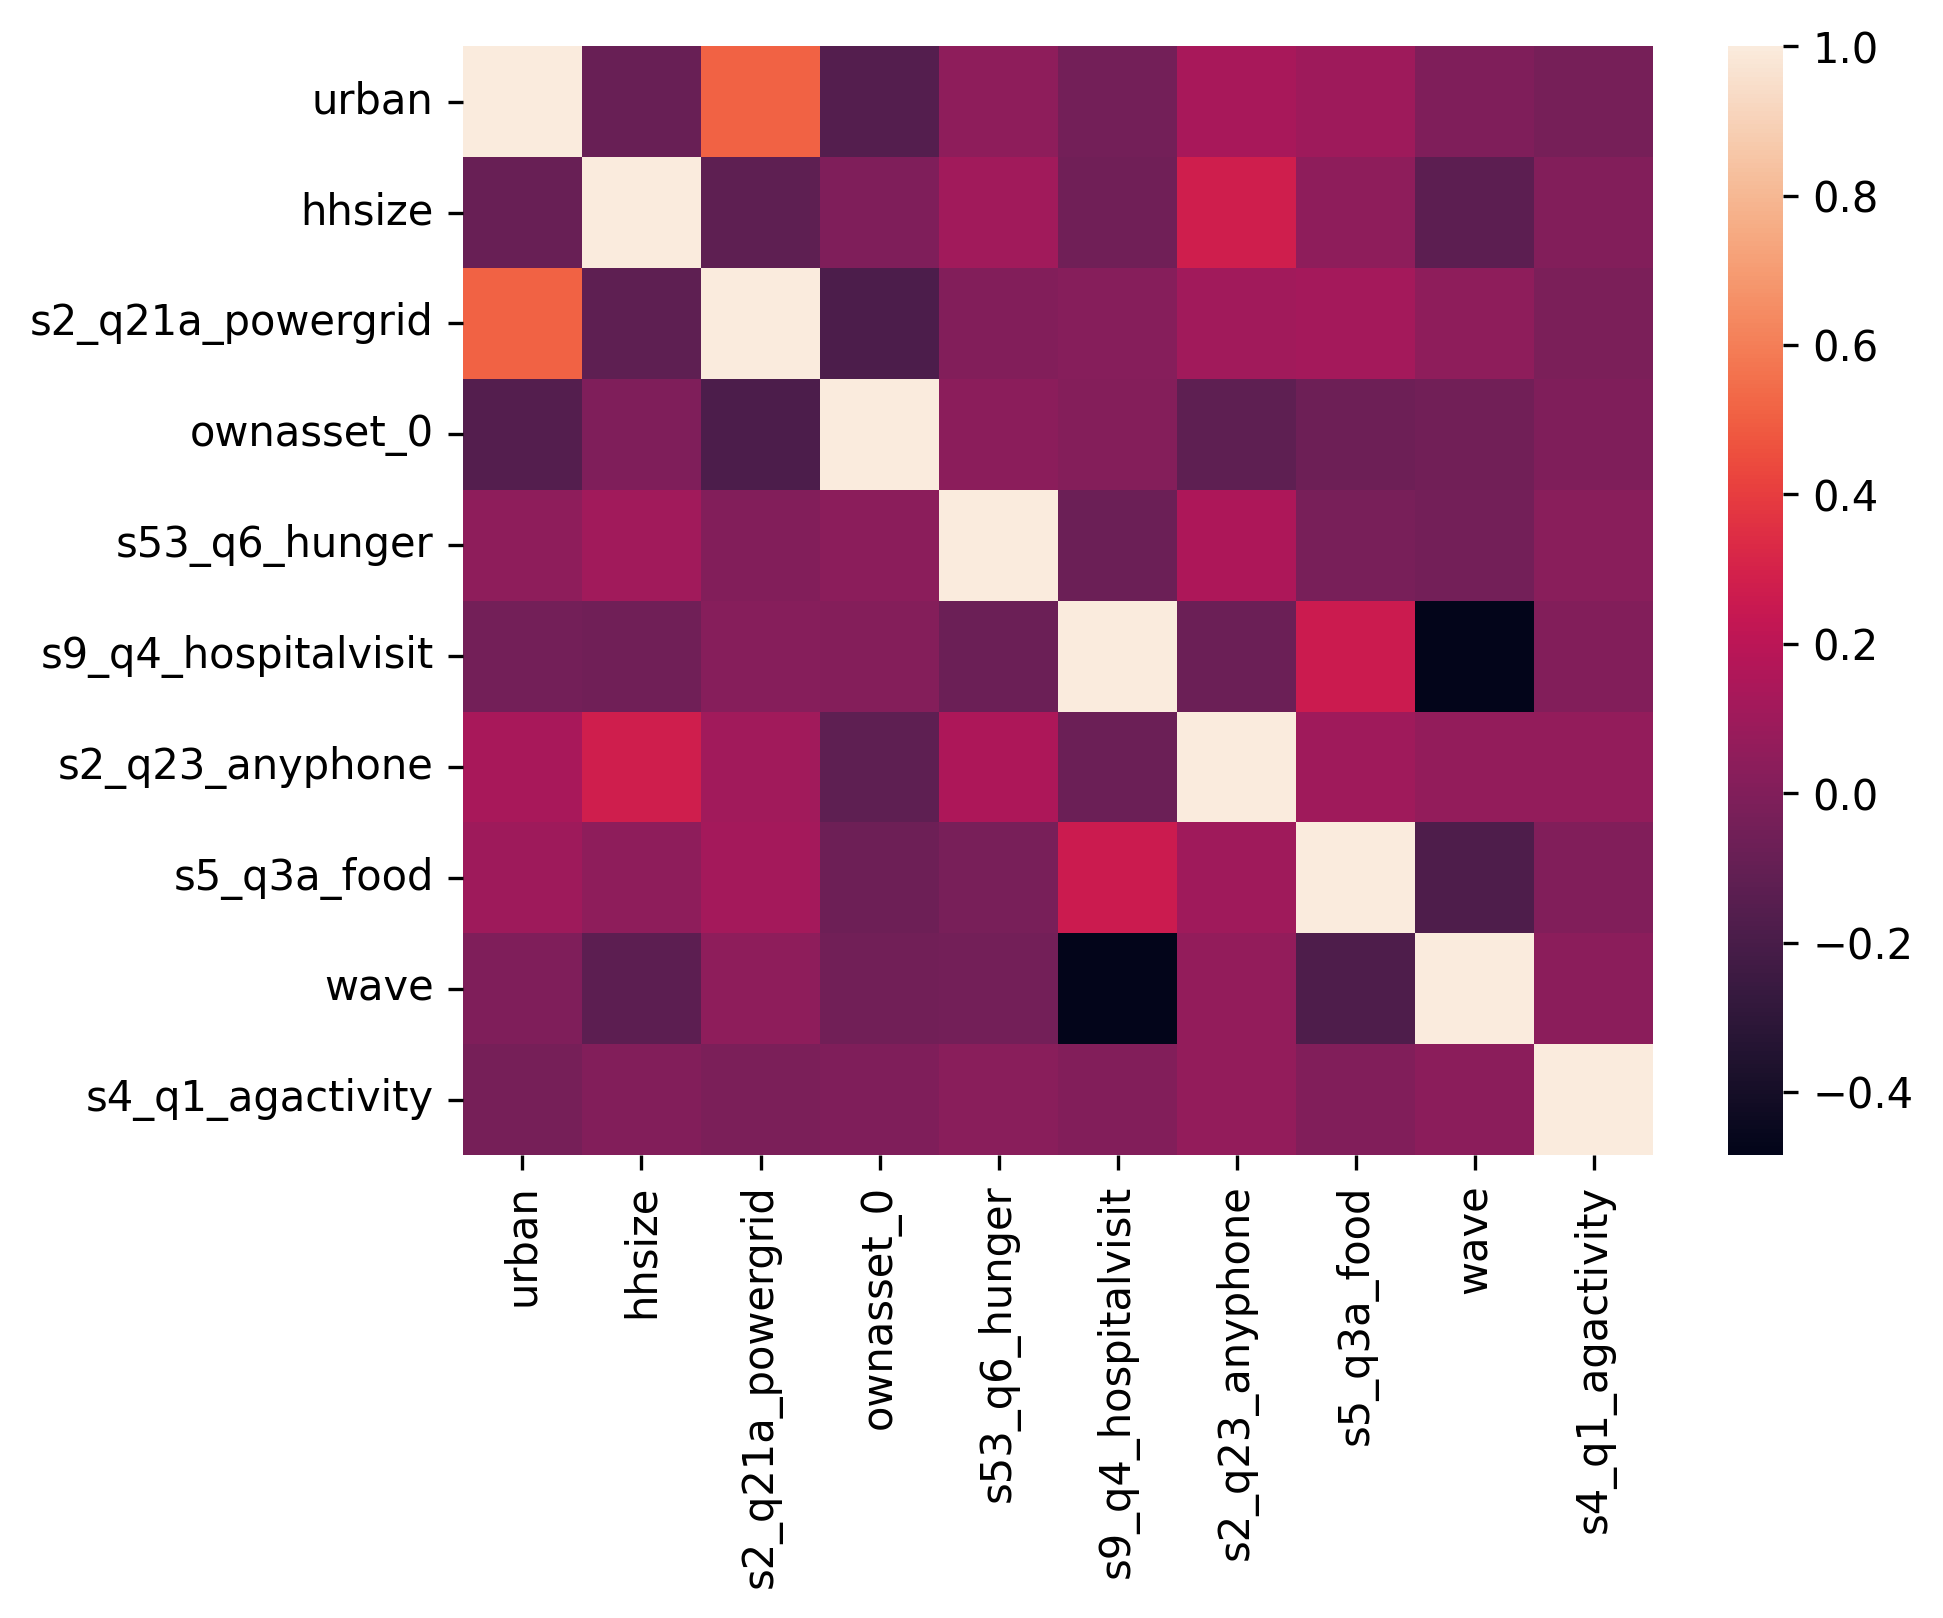 urban
hhsize
s2_q21a_powergrid
ownasset_0
s53_q6_hunger
s9_q4_hospitalvisit
s2_q23_anyphone
s5_q3a_food
wave
s4_q1_agactivity
urban
hhsize
s2_q21a_powergrid
ownasset_0
s53_q6_hunger
s9_q4_hospitalvisit
s2_q23_anyphone
s5_q3a_food
wave
s4_q1_agactivity
1.0
0.8
0.6
0.4
0.2
0.0
−0.2
−0.4